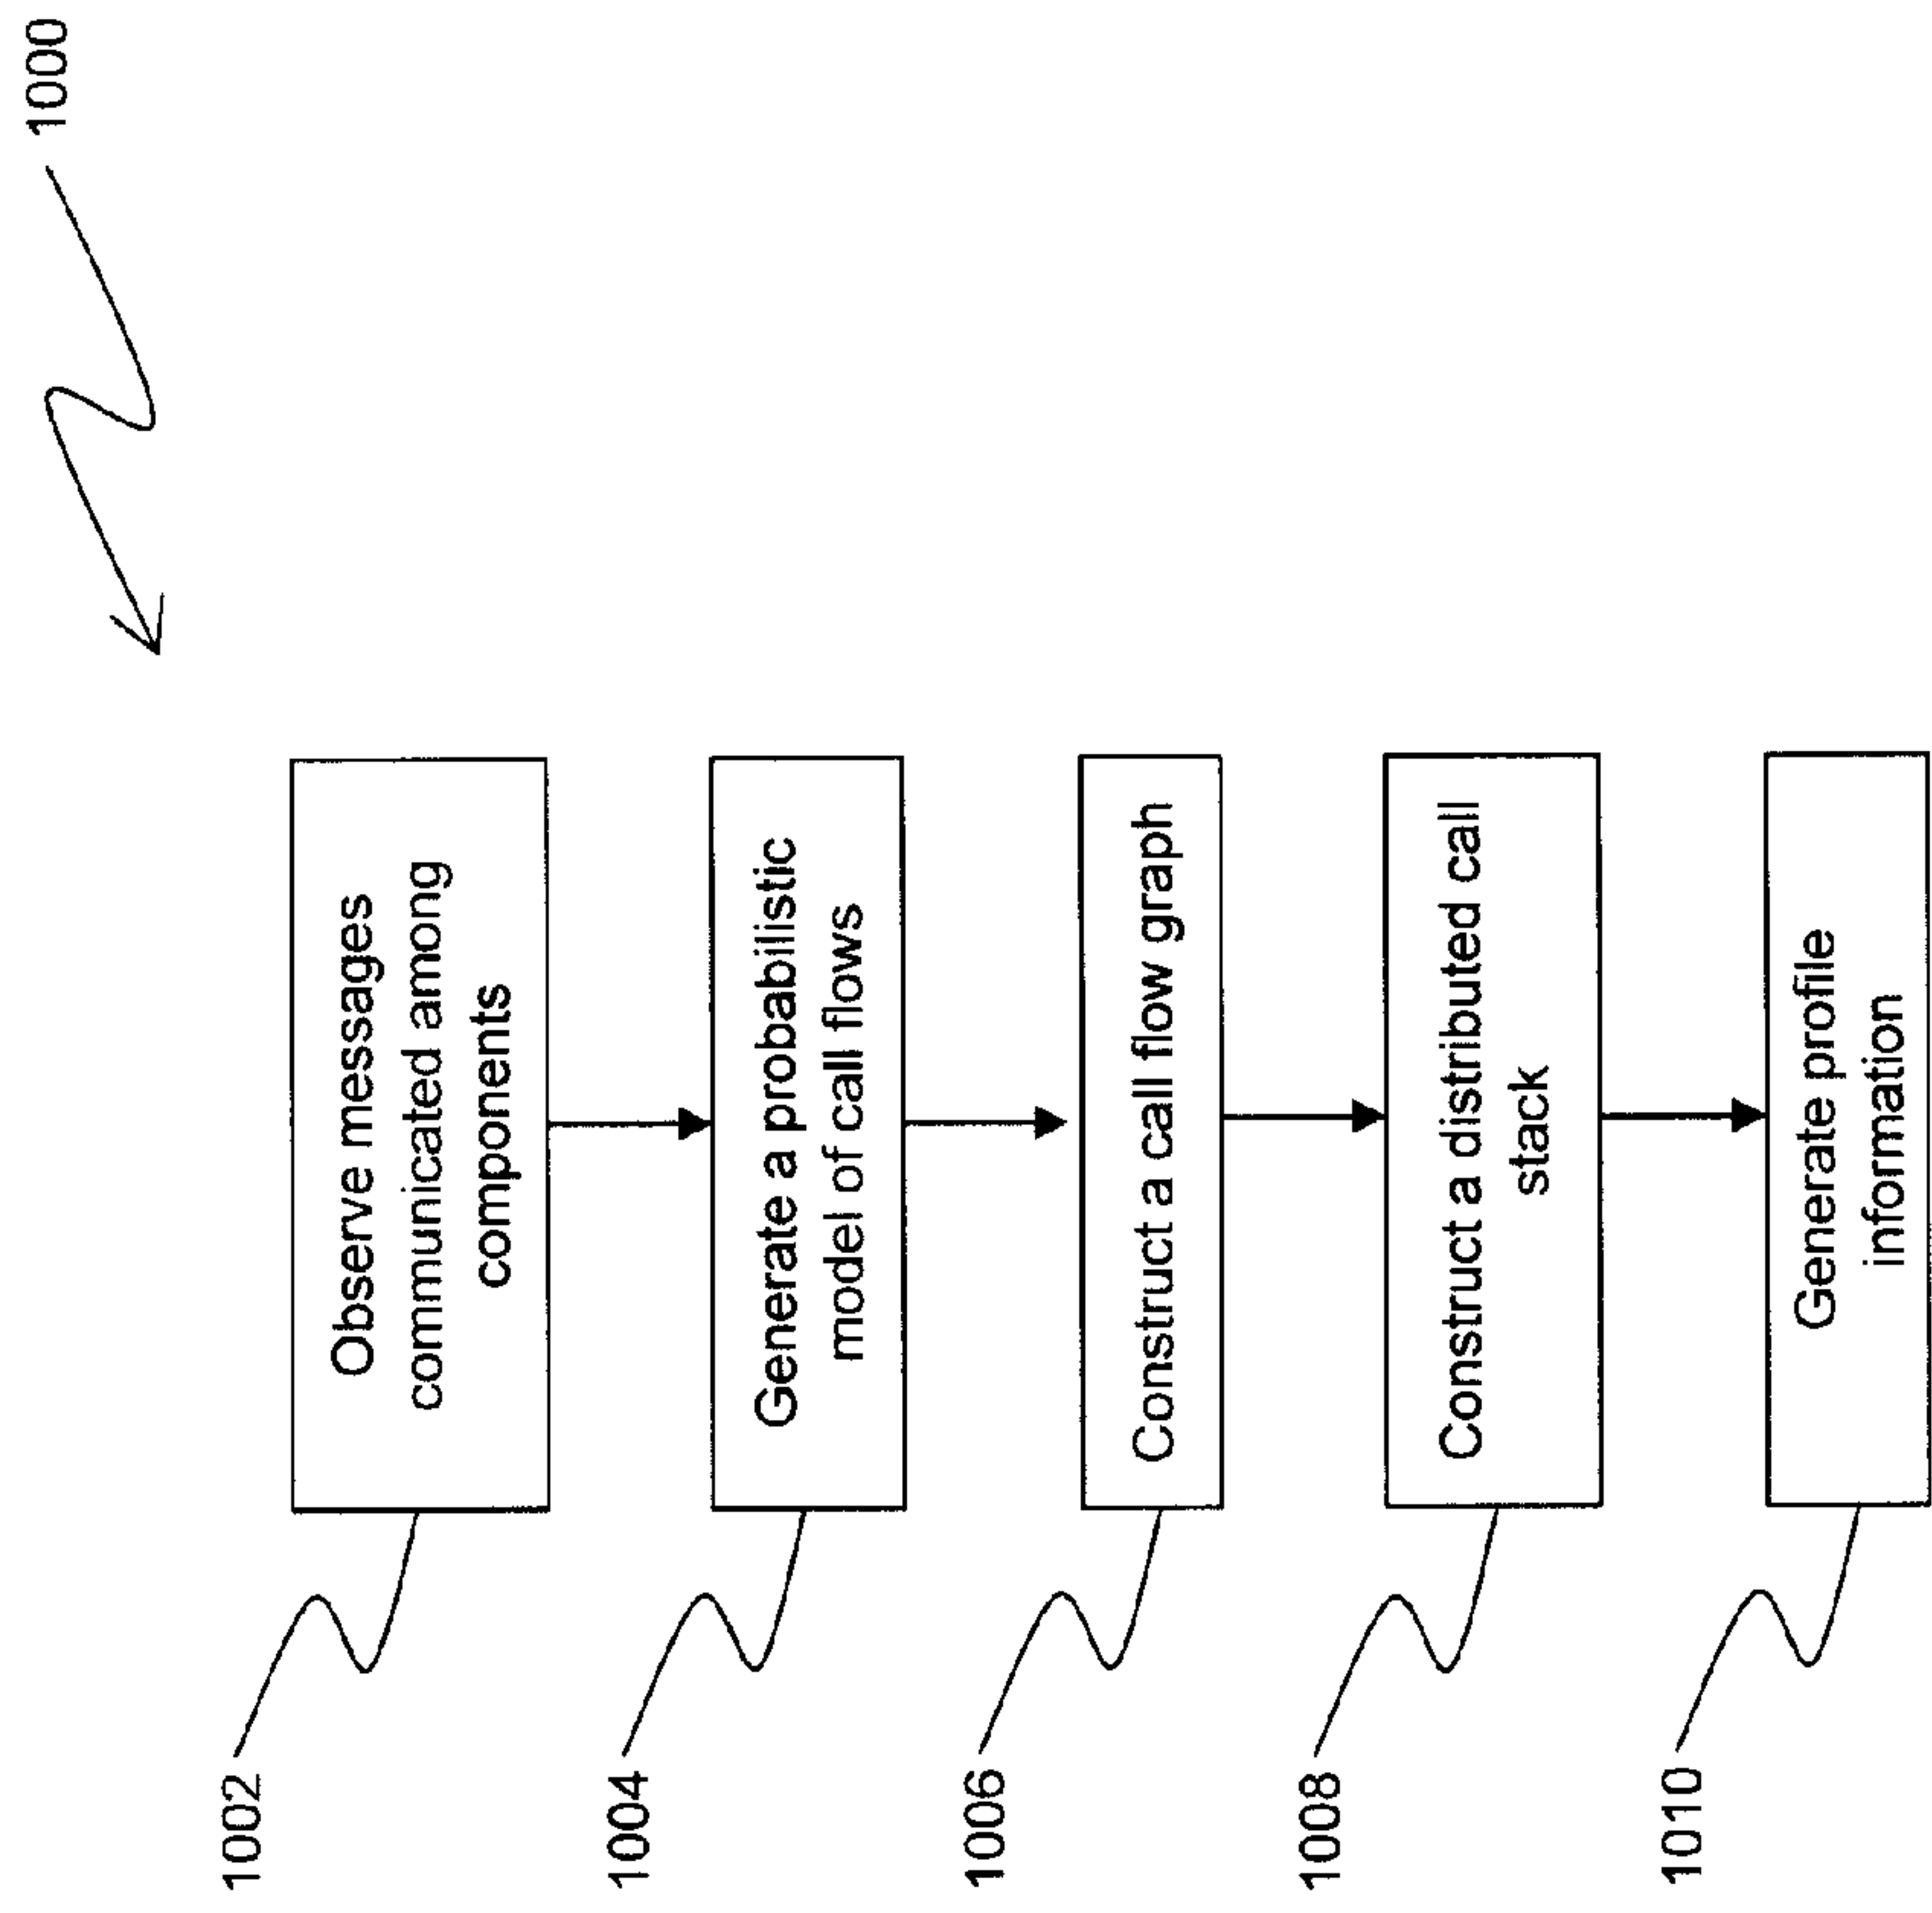 1000
1002
Observe messages
communicated among
components
1004
Generate a probabilistic
model of call flows
1006
Construct a call flow graph
1008
Construct a distributed call
stack
1010
Generate profile
information